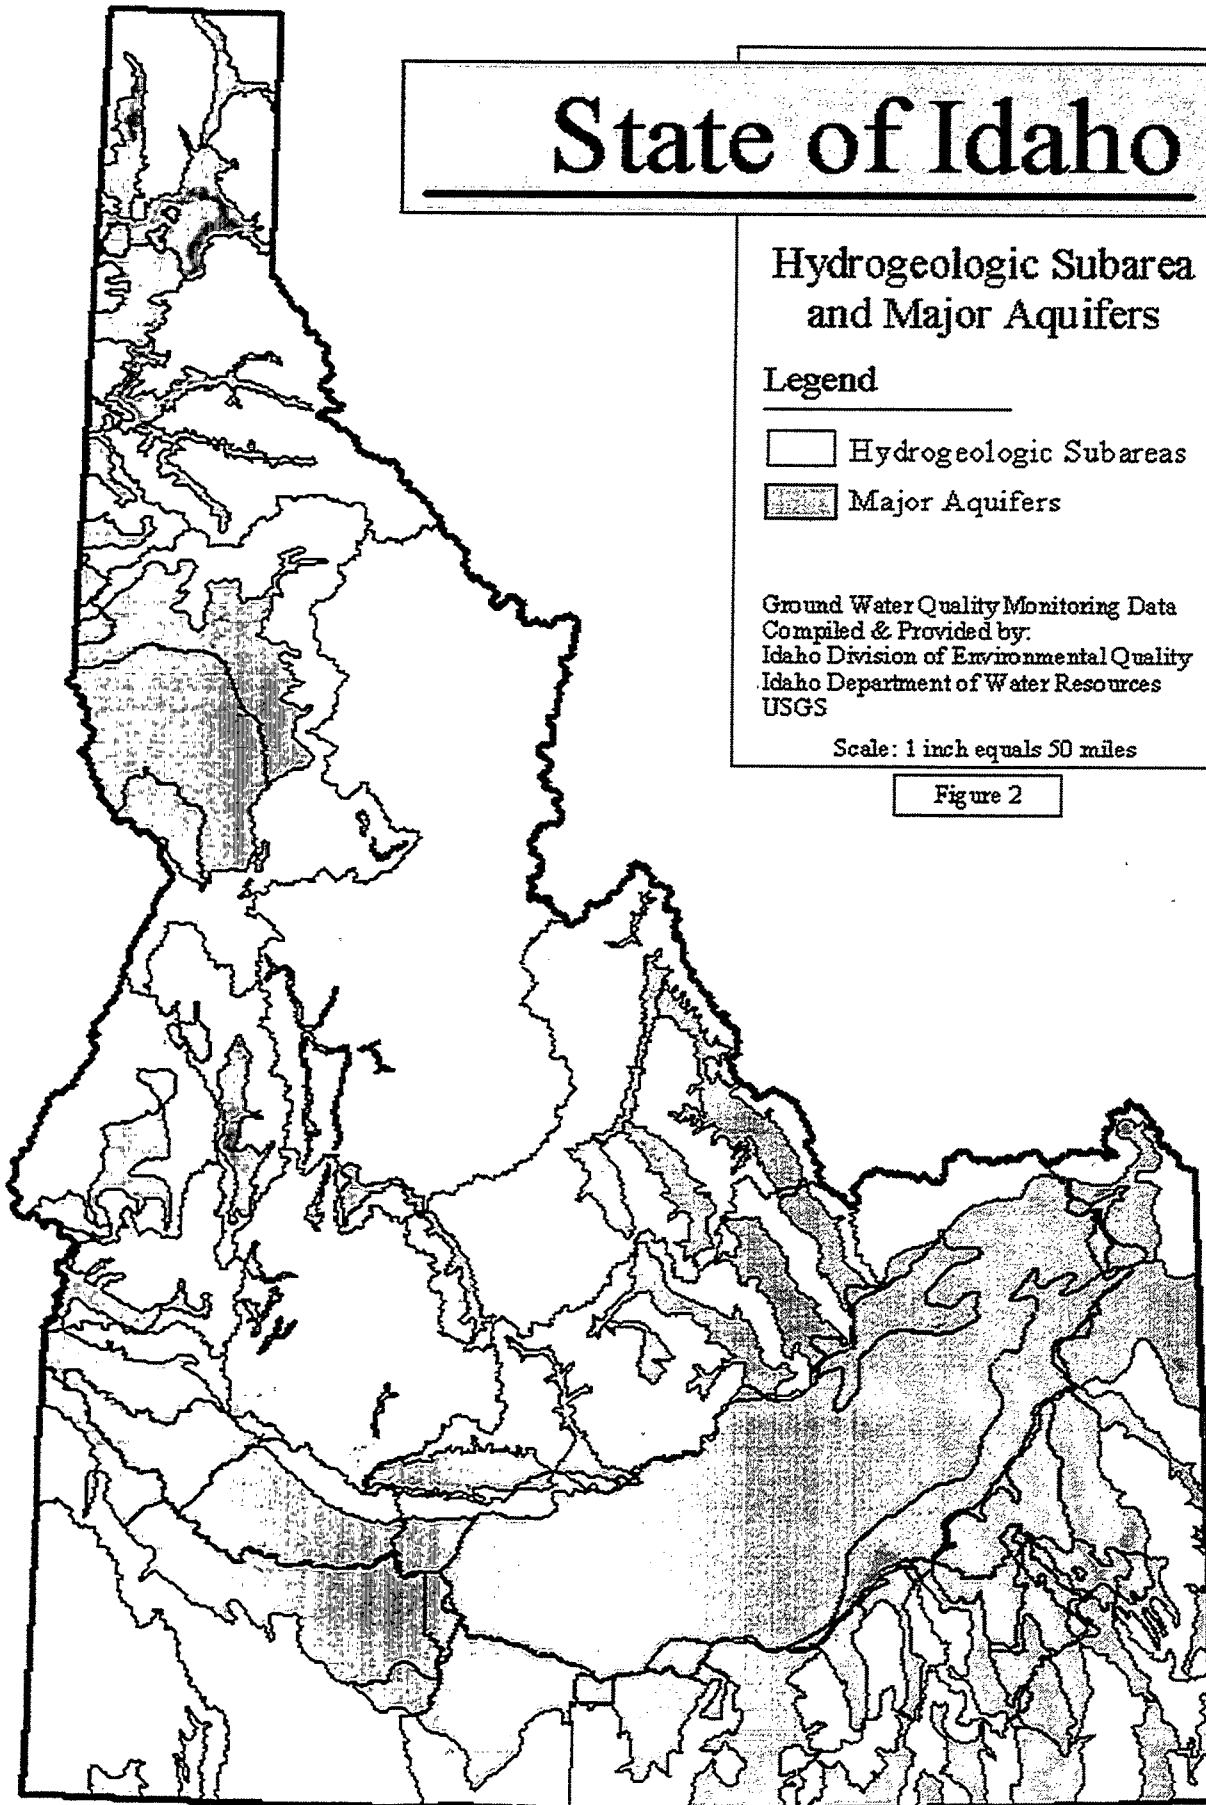 State of Idaho
Hydrogeologic Subarea
and Major Aquifers
Legend
Hydrogeologic Subareas
Major Aquifers
Ground Water Quality Monitoring Data
Compiled & Provided by:
Idaho Division of Environmental Quality
Idaho Department of Water Resources
USGS
Scale: 1 inch equals 50 miles
Figure 2